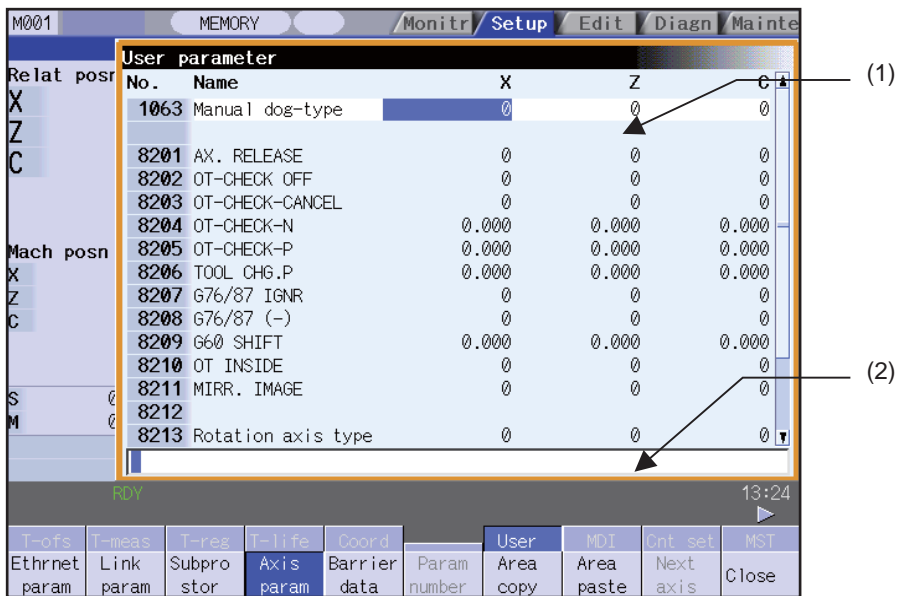 M001 MEMORY Monitr Setup Edit Diagn Mainte
User parameter
Relat posn
No. Name X Z C
X
Z
C
1063 Manual dog-type 0 0 0
8201 AX. RELEASE 0 0 0
8202 OT-CHECK OFF 0 0 0
8203 OT-CHECK-CANCEL 0 0 0
8204 OT-CHECK-N 0.000 0.000 0.000
8205 OT-CHECK-P 0.000 0.000 0.000
8206 TOOL CHG.P 0.000 0.000 0.000
8207 G76/87 IGNR 0 0 0
8208 G76/87 (-) 0 0 0
8209 G60 SHIFT 0.000 0.000 0.000
8210 OT INSIDE 0 0 0
8211 MIRR. IMAGE 0 0 0
8212
8213 Rotation axis type 0 0 0
Mach posn
X
Z
C
S 0
M 0
(1)
(2)
RDY 13:24
T-ofs T-meas T-reg T-life Coord User MDI Cnt set MST
Ethrnet Link Subpro Axis Barrier Param Area Area Next Close
param param stor param data number copy paste axis